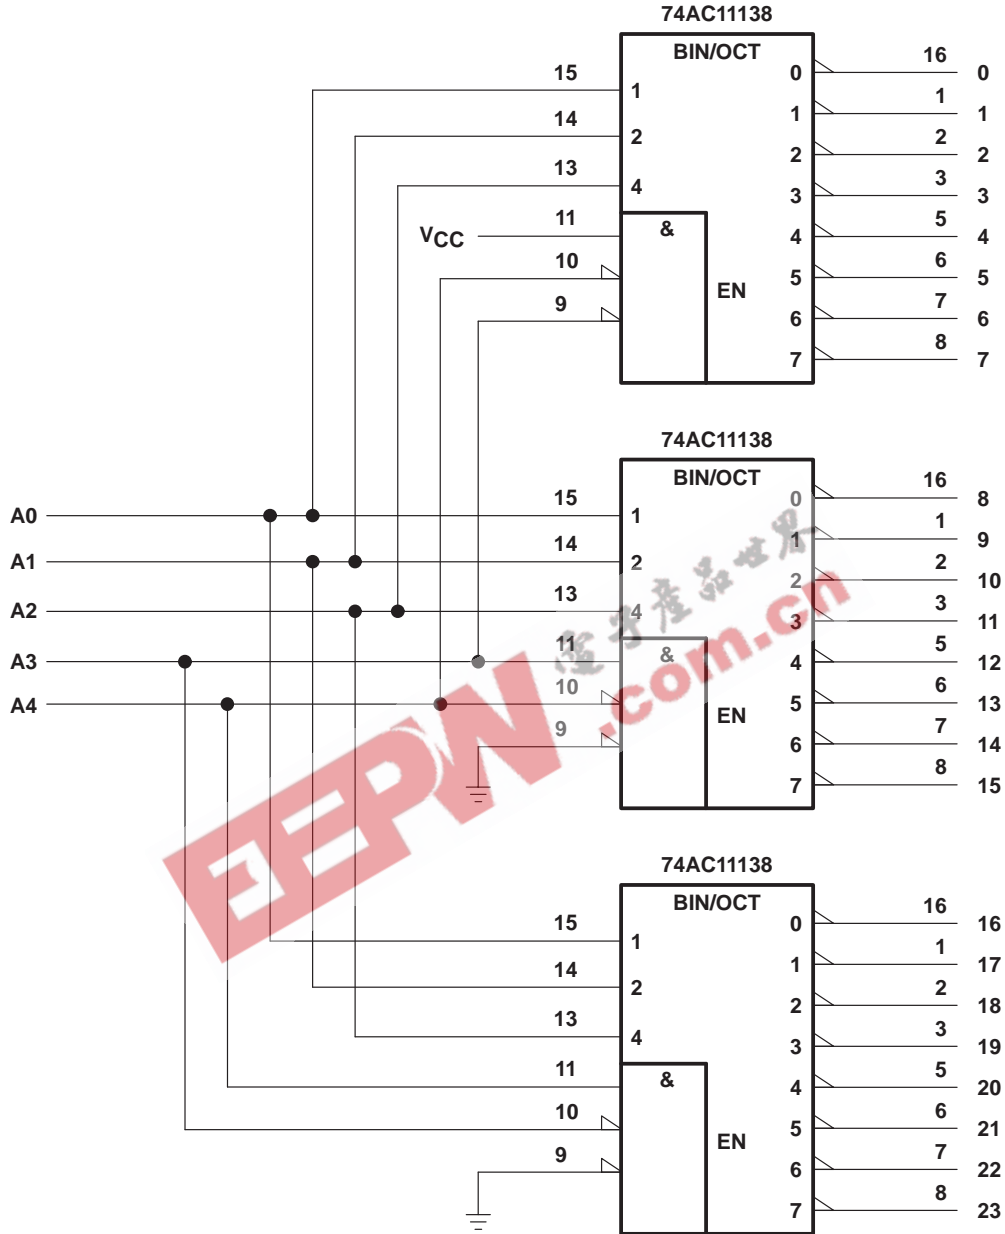 74AC11138
BIN/OCT
15 1 0 16 0
14 2 1 1 1
13 4 2 2 2
3 3 3
VCC 11 & 4 5 4
10 5 6 5
9 EN 6 7 6
7 8 7
74AC11138
BIN/OCT
A0 15 1 0 16 8
A1 14 2 1 1 9
A2 13 4 2 2 10
3 3 11
A3 11 & 4 5 12
A4 10 5 6 13
9 EN 6 7 14
7 8 15
電子產品世界
EEPW .com.cn
74AC11138
BIN/OCT
15 1 0 16 16
14 2 1 1 17
13 4 2 2 18
3 3 19
11 & 4 5 20
10 5 6 21
9 EN 6 7 22
7 8 23